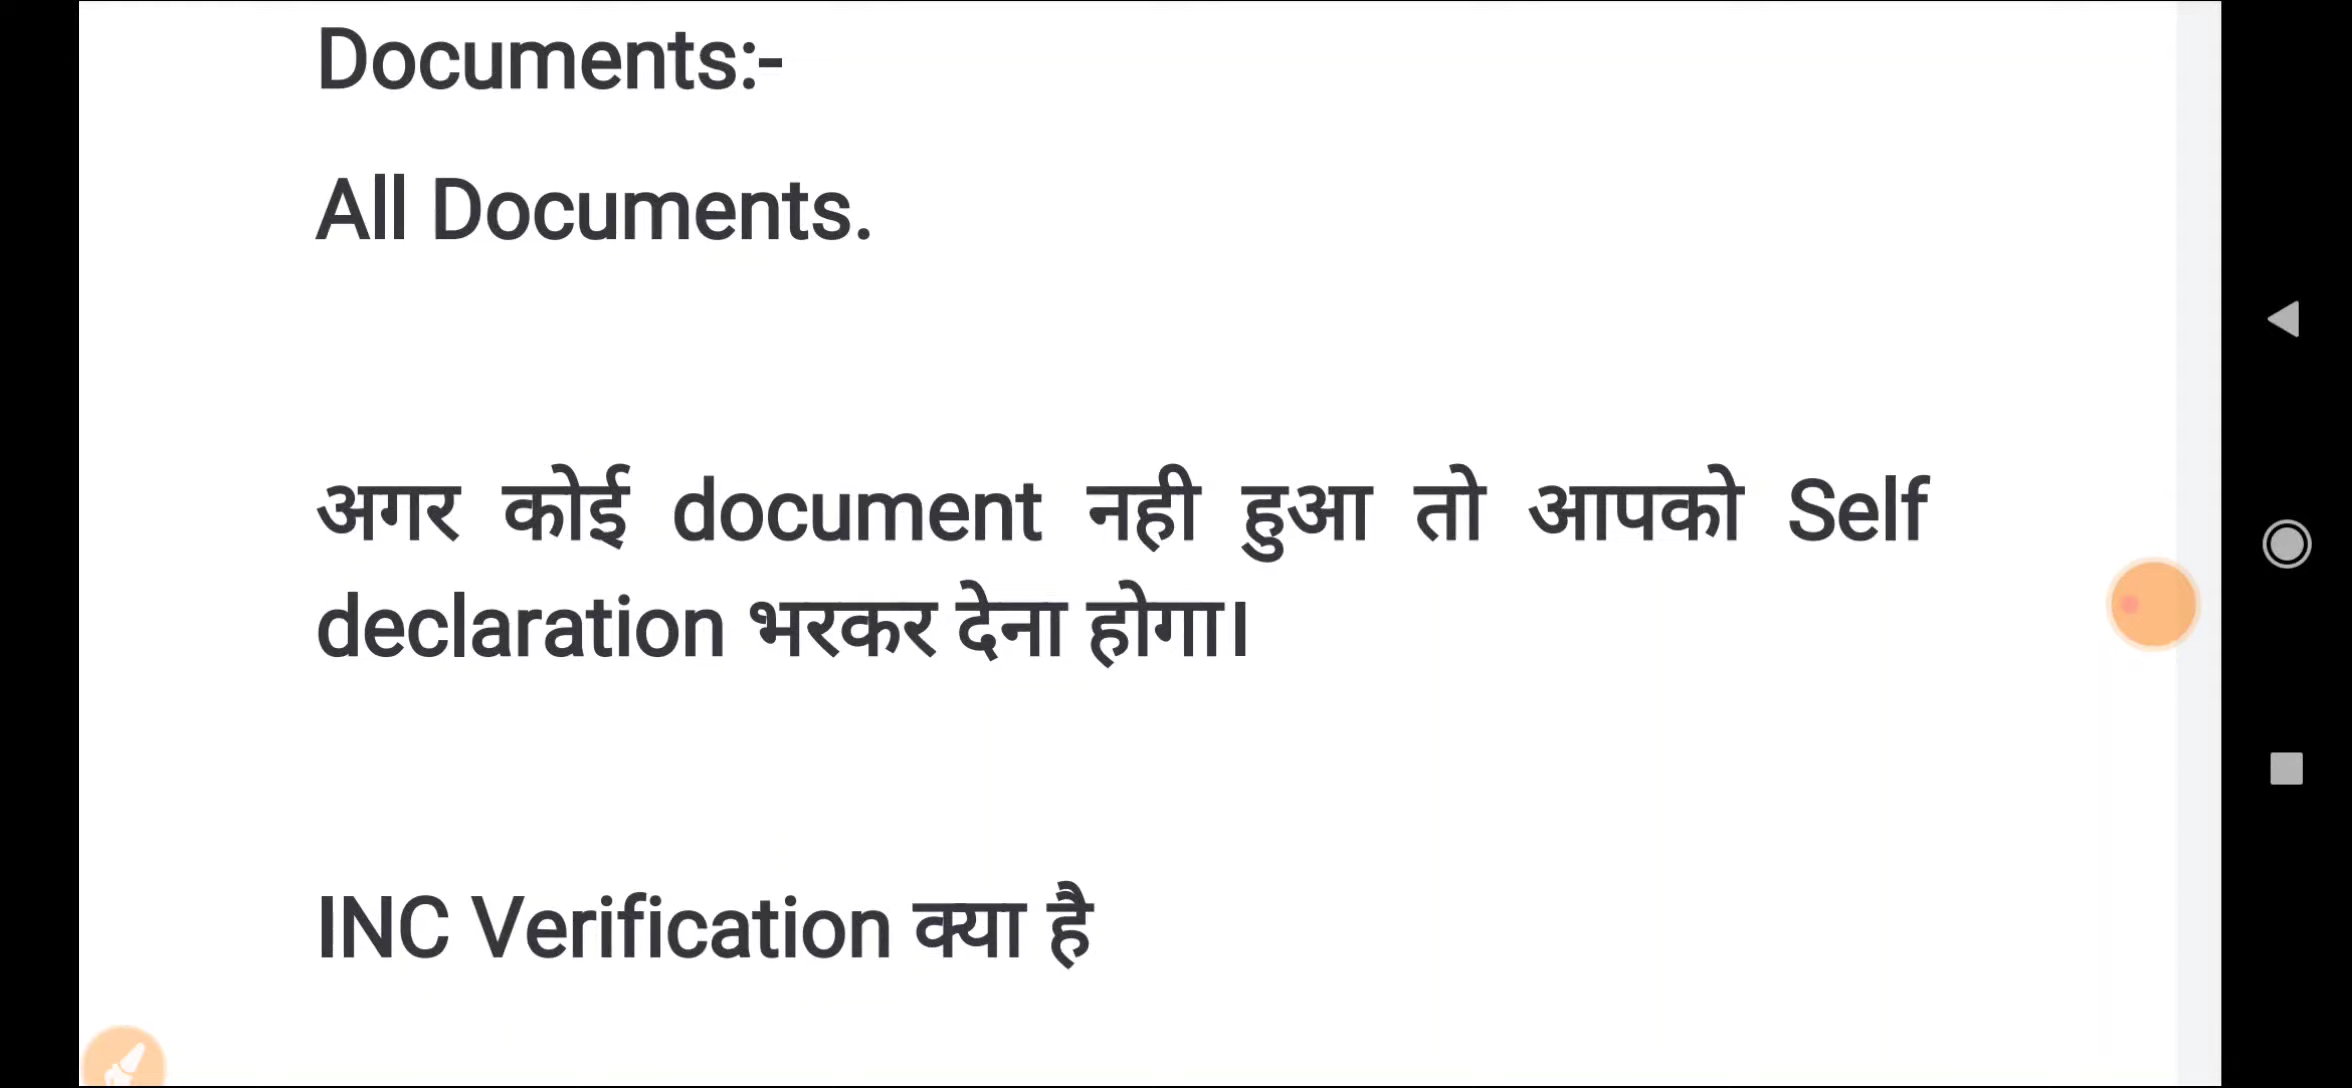 Documents:-
All Documents.
अगर कोई document नही हुआ तो आपको Self
declaration भरकर देना होगा।
INC Verification क्या है